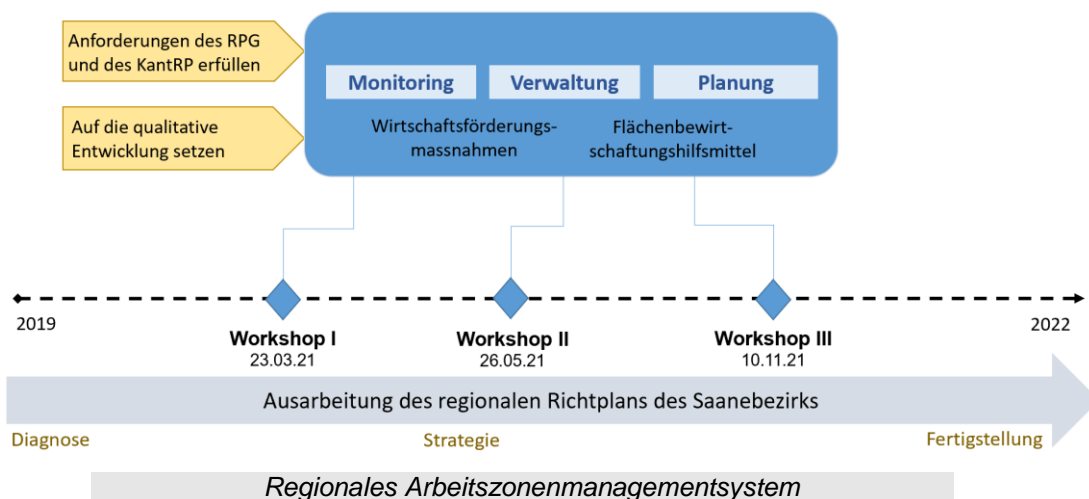 Anforderungen des RPG
und des KantRP erfüllen
Auf die qualitative
Entwicklung setzen
Monitoring
Verwaltung
Planung
Wirtschaftsförderungs-
massnahmen
Flächenbewirt-
schaftungshilfsmittel
2019
Workshop I
23.03.21
Workshop II
26.05.21
Workshop III
10.11.21
2022
Ausarbeitung des regionalen Richtplans des Saanebezirks
Diagnose
Strategie
Fertigstellung
Regionales Arbeitszonenmanagementsystem